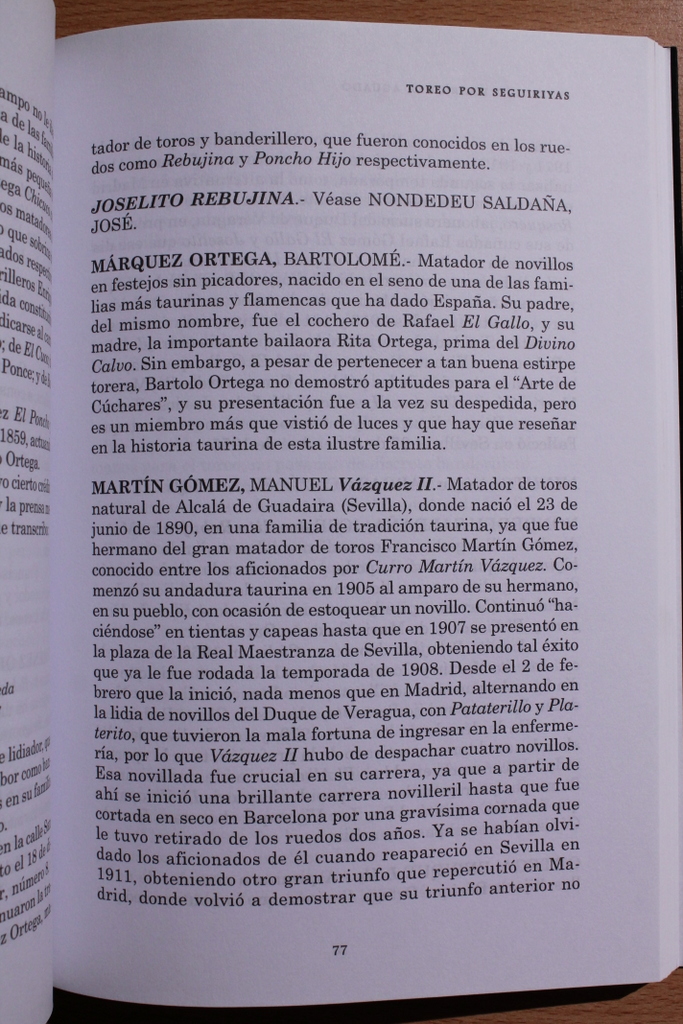 TOREO POR SEGUIRIYAS
tador de toros y banderillero, que fueron conocidos en los rue-
dos como Rebujina y Poncho Hijo respectivamente.
JOSELITO REBUJINA.- Véase NONDEDEU SALDAÑA,
JOSÉ.
MÁRQUEZ ORTEGA, BARTOLOMÉ.- Matador de novillos
en festejos sin picadores, nacido en el seno de una de las fami-
lias más taurinas y flamencas que ha dado España. Su padre,
del mismo nombre, fue el cochero de Rafael El Gallo, y su
madre, la importante bailaora Rita Ortega, prima del Divino
Calvo. Sin embargo, a pesar de pertenecer a tan buena estirpe
torera, Bartolo Ortega no demostró aptitudes para el “Arte de
Cúchares”, y su presentación fue a la vez su despedida, pero
es un miembro más que vistió de luces y que hay que reseñar
en la historia taurina de esta ilustre familia.
MARTÍN GÓMEZ, MANUEL Vázquez II.- Matador de toros
natural de Alcalá de Guadaira (Sevilla), donde nació el 23 de
junio de 1890, en una familia de tradición taurina, ya que fue
hermano del gran matador de toros Francisco Martín Gómez,
conocido entre los aficionados por Curro Martín Vázquez. Co-
menzó su andadura taurina en 1905 al amparo de su hermano,
en su pueblo, con ocasión de estoquear un novillo. Continuó “ha-
ciéndose” en tientas y capeas hasta que en 1907 se presentó en
la plaza de la Real Maestranza de Sevilla, obteniendo tal éxito
que ya le fue rodada la temporada de 1908. Desde el 2 de fe-
brero que la inició, nada menos que en Madrid, alternando en
la lidia de novillos del Duque de Veragua, con Pataterillo y Pla-
terito, que tuvieron la mala fortuna de ingresar en la enferme-
ría, por lo que Vázquez II hubo de despachar cuatro novillos.
Esa novillada fue crucial en su carrera, ya que a partir de
ahí se inició una brillante carrera novilleril hasta que fue
cortada en seco en Barcelona por una gravísima cornada que
le tuvo retirado de los ruedos dos años. Ya se habían olvi-
dado los aficionados de él cuando reapareció en Sevilla en
1911, obteniendo otro gran triunfo que repercutió en Ma-
drid, donde volvió a demostrar que su triunfo anterior no
77